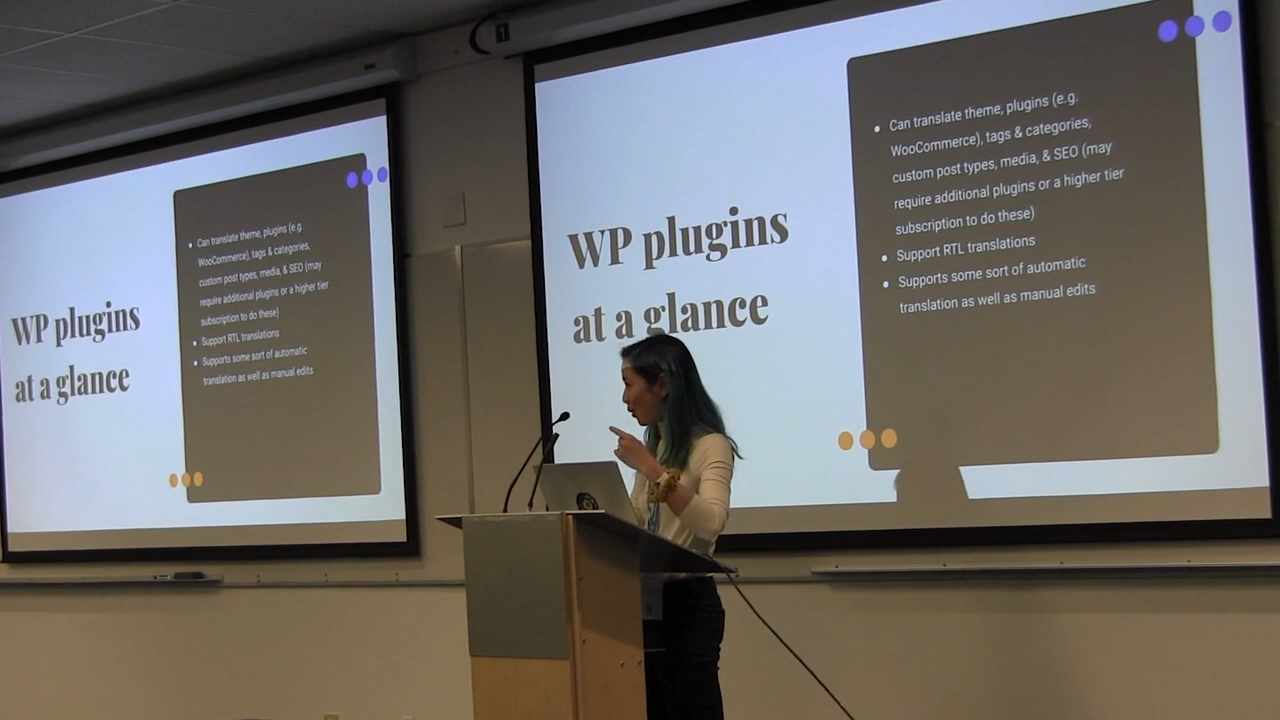 WP plugins
at a glance
Can translate theme, plugins (e.g.
WooCommerce), tags & categories,
custom post types, media, & SEO (may
require additional plugins or a higher tier
subscription to do these)
Support RTL translations
Supports some sort of automatic
translation as well as manual edits
1
WP plugins
at a glance
Can translate theme, plugins (e.g.
WooCommerce), tags & categories,
custom post types, media, & SEO (may
require additional plugins or a higher tier
subscription to do these)
Support RTL translations
Supports some sort of automatic
translation as well as manual edits